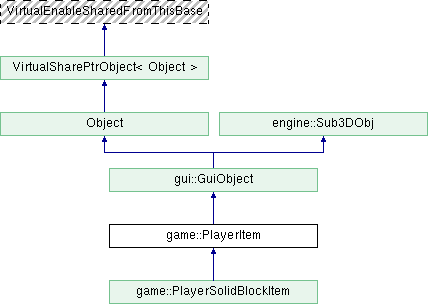 VirtualEnableSharedFromThisBase
VirtualSharePtrObject< Object >
Object
engine::Sub3DObj
gui::GuiObject
game::PlayerItem
game::PlayerSolidBlockItem